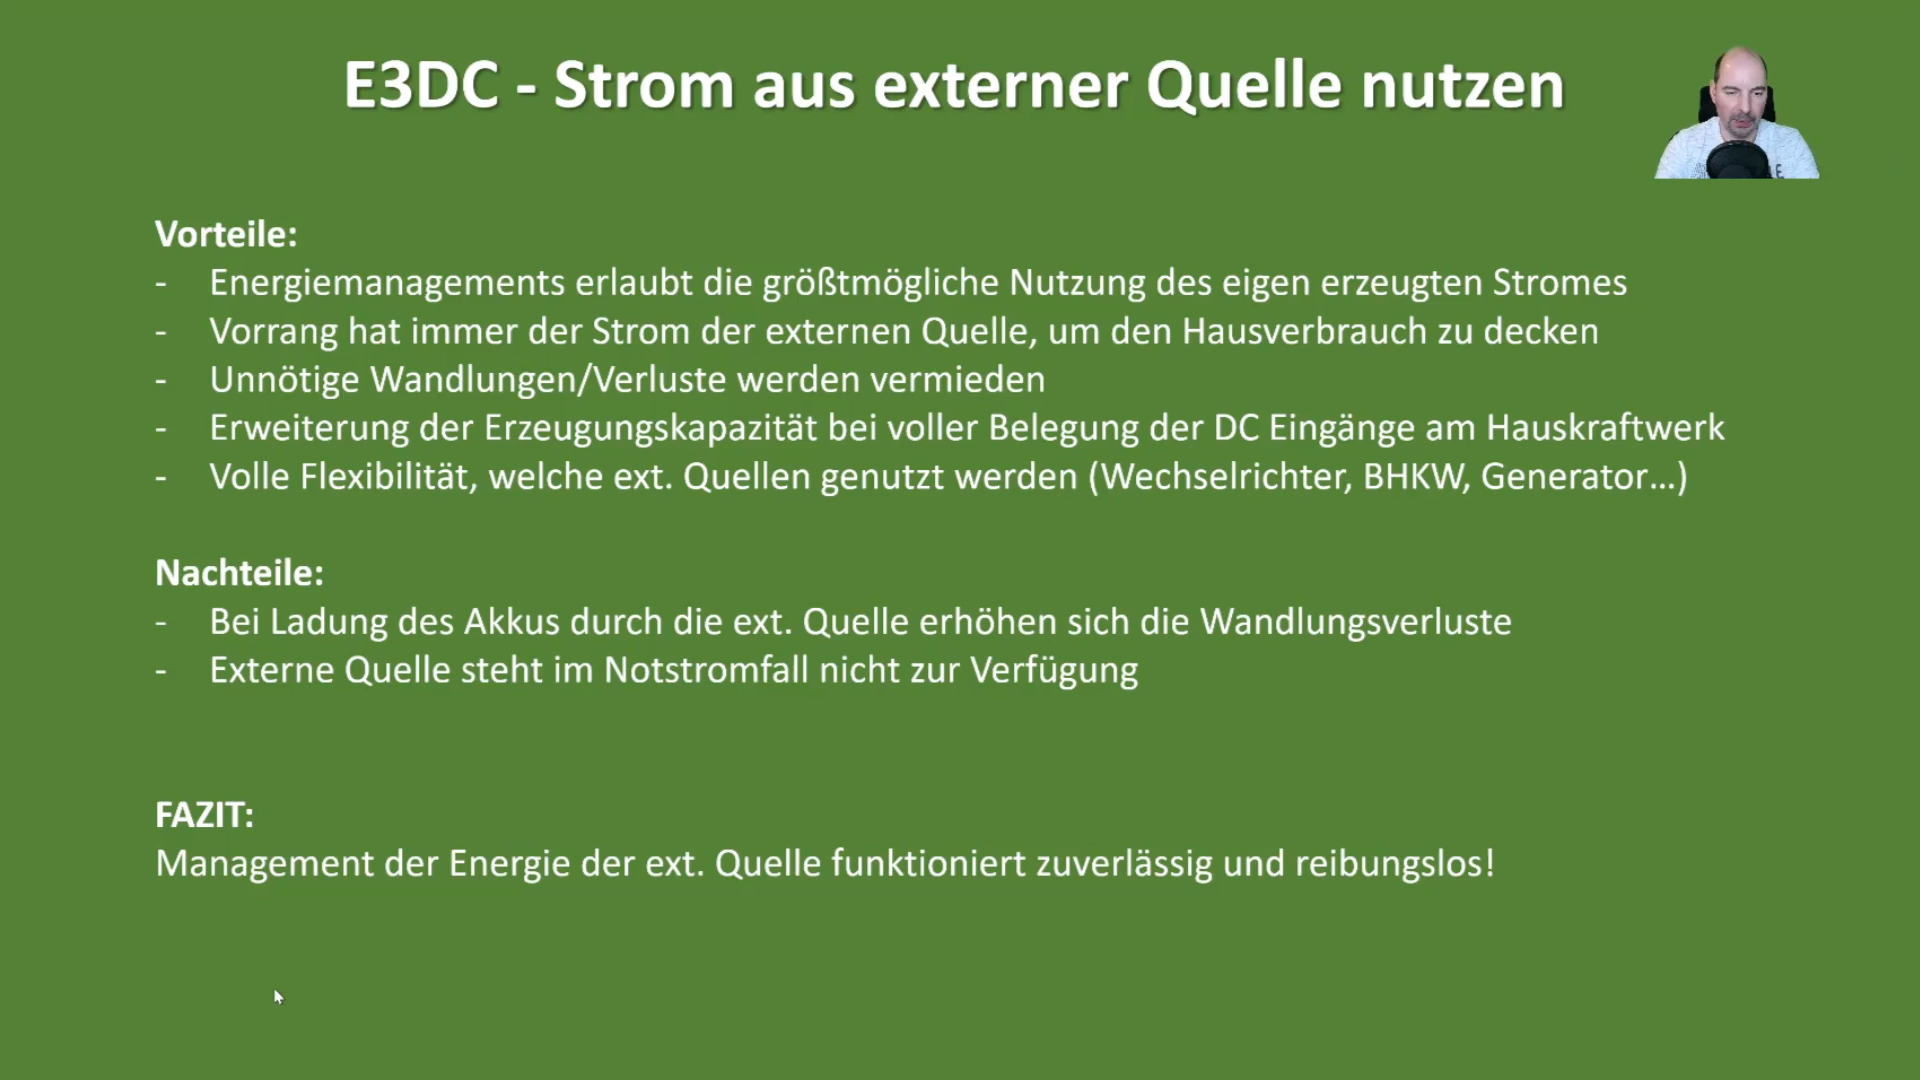 E3DC - Strom aus externer Quelle nutzen
Vorteile:
- Energiemanagements erlaubt die größtmögliche Nutzung des eigen erzeugten Stromes
- Vorrang hat immer der Strom der externen Quelle, um den Hausverbrauch zu decken
- Unnötige Wandlungen/Verluste werden vermieden
- Erweiterung der Erzeugungskapazität bei voller Belegung der DC Eingänge am Hauskraftwerk
- Volle Flexibilität, welche ext. Quellen genutzt werden (Wechselrichter, BHKW, Generator...)
Nachteile:
- Bei Ladung des Akkus durch die ext. Quelle erhöhen sich die Wandlungsverluste
- Externe Quelle steht im Notstromfall nicht zur Verfügung
FAZIT:
Management der Energie der ext. Quelle funktioniert zuverlässig und reibungslos!